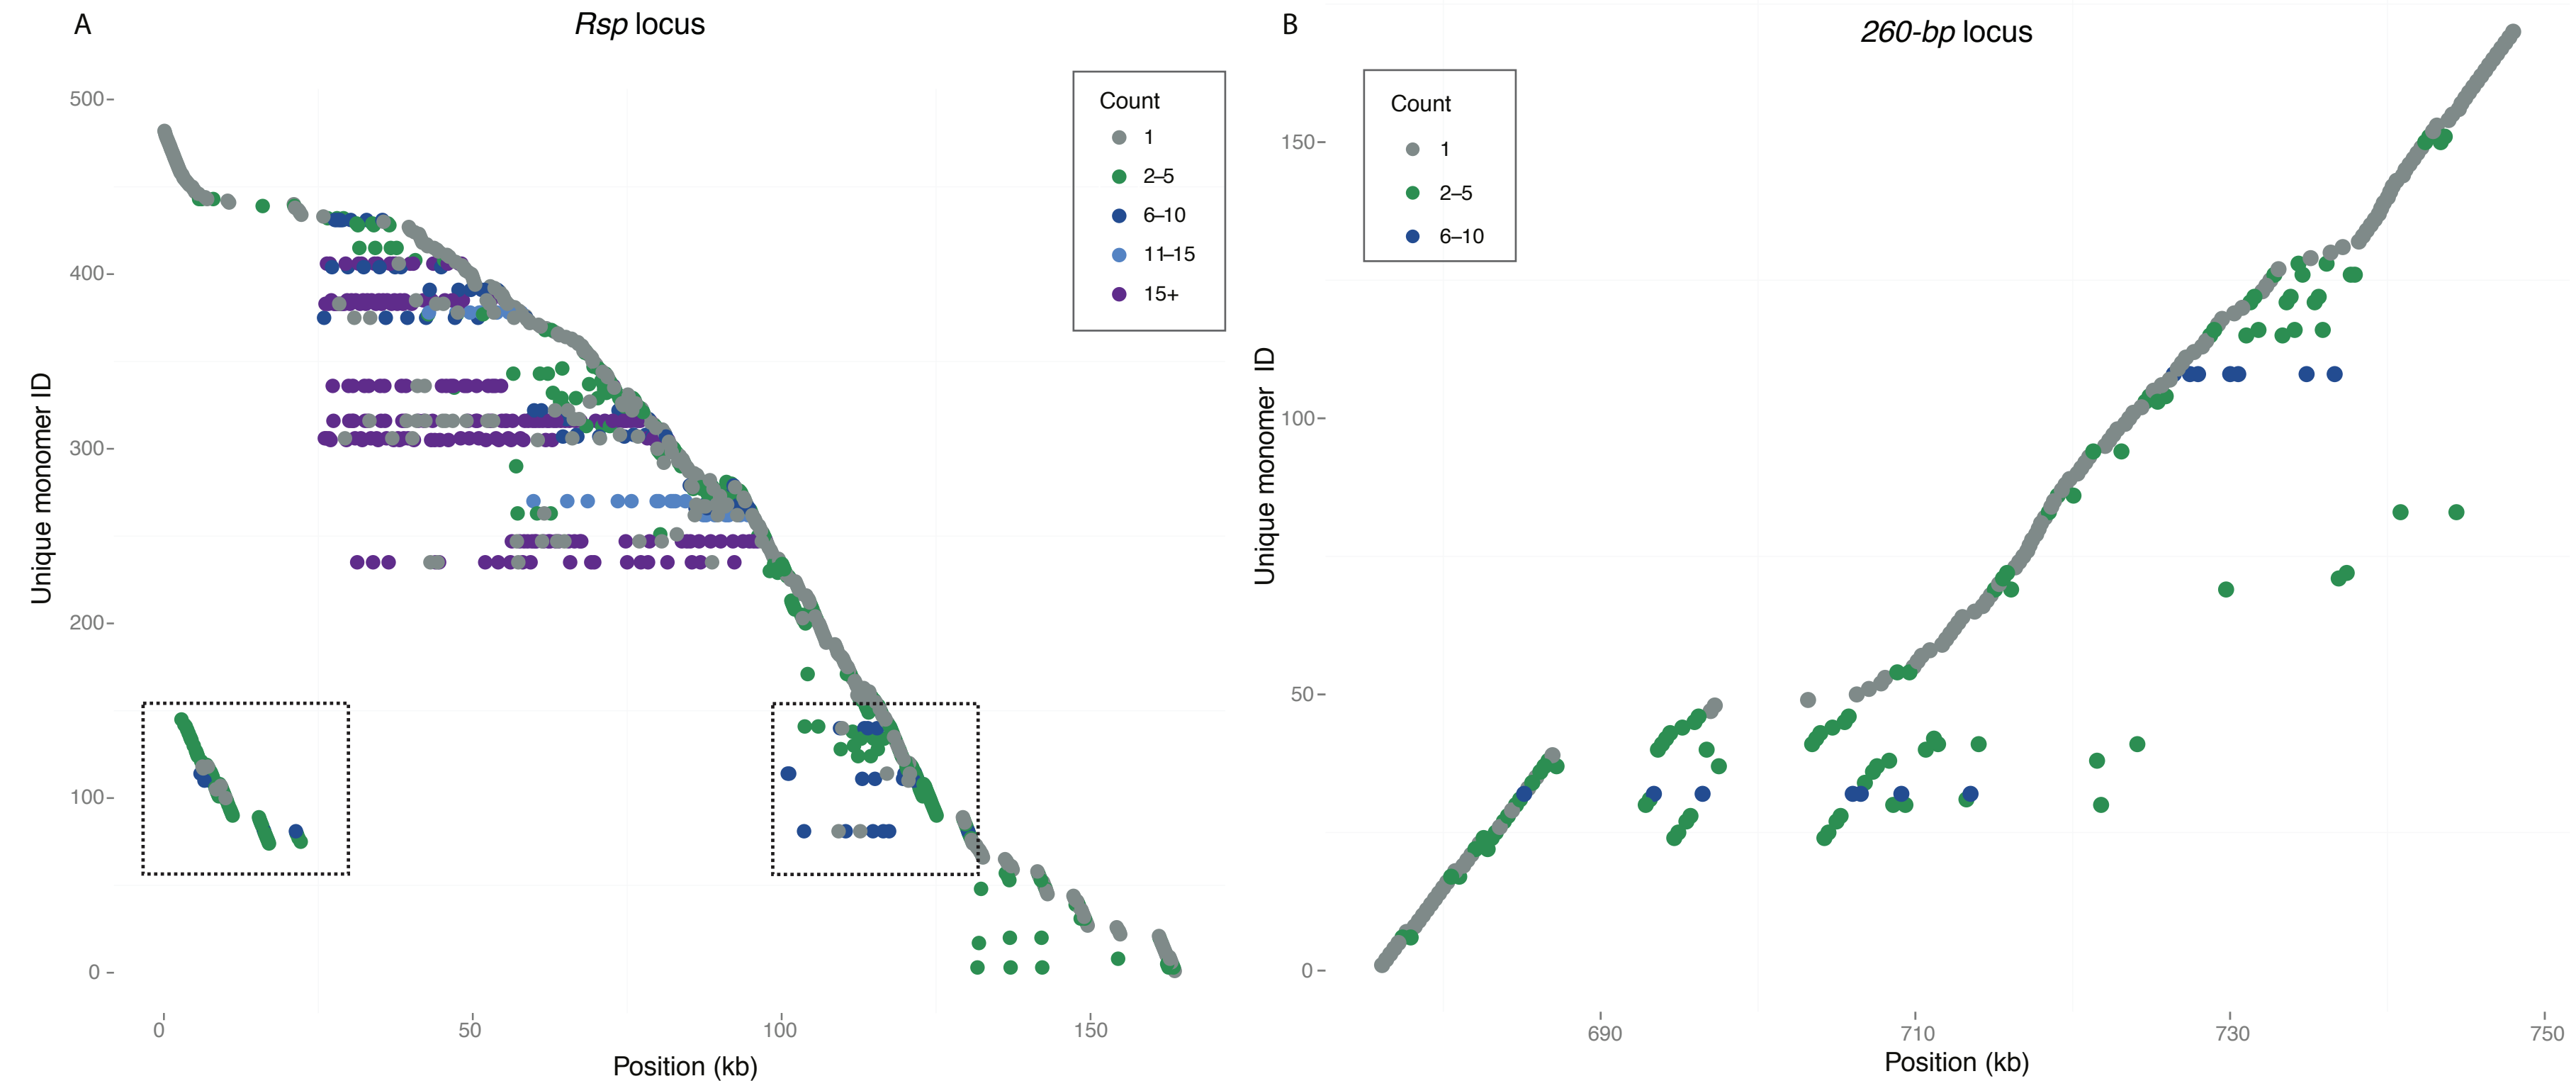 A
Rsp locus
500
400
300
200
100
0
Unique monomer ID
0
50
100
150
Position (kb)
Count
1
2–5
6–10
11–15
15+
B
260-bp locus
Count
1
2–5
6–10
150
100
50
0
Unique monomer ID
690
710
730
750
Position (kb)